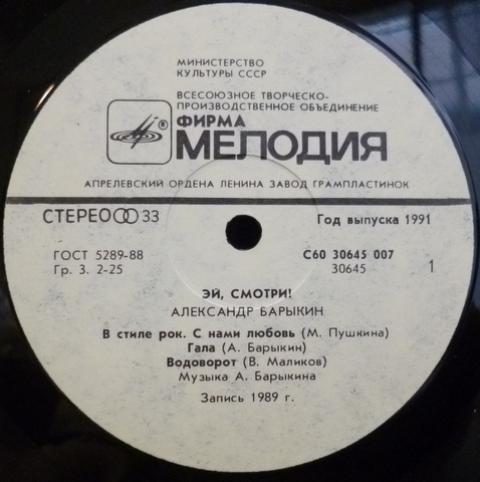 МИНИСТЕРСТВО
КУЛЬТУРЫ СССР
ВСЕСОЮЗНОЕ ТВОРЧЕСКО-
ПРОИЗВОДСТВЕННОЕ ОБЪЕДИНЕНИЕ
ФИРМА
МЕЛОДИЯ
АПРЕЛЕВСКИЙ ОРДЕНА ЛЕНИНА ЗАВОД ГРАМПЛАСТИНОК
СТЕРЕО 33
Год выпуска 1991
ГОСТ 5289-88
Гр. 3. 2-25
С60 30645 007
30645
1
ЭЙ, СМОТРИ!
АЛЕКСАНДР БАРЫКИН
В стиле рок. С нами любовь (М. Пушкина)
Гала (А. Барыкин)
Водоворот (В. Маликов)
Музыка А. Барыкина
Запись 1989 г.